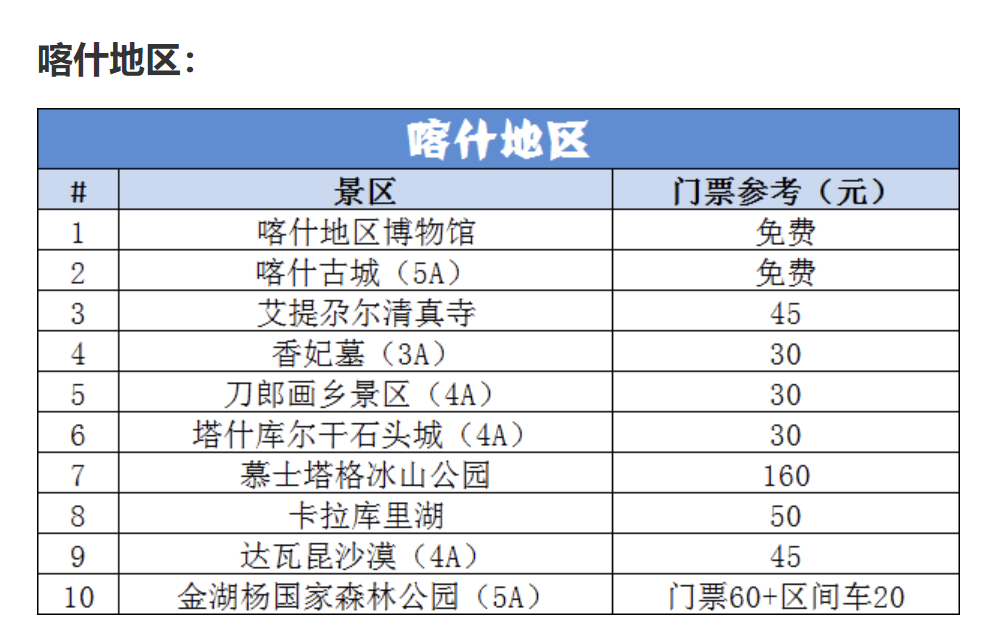 喀什地区：
喀什地区
# 景区 门票参考（元）
1 喀什地区博物馆 免费
2 喀什古城（5A） 免费
3 艾提尕尔清真寺 45
4 香妃墓（3A） 30
5 刀郎画乡景区（4A） 30
6 塔什库尔干石头城（4A） 30
7 慕士塔格冰山公园 160
8 卡拉库里湖 50
9 达瓦昆沙漠（4A） 45
10 金湖杨国家森林公园（5A） 门票60+区间车20